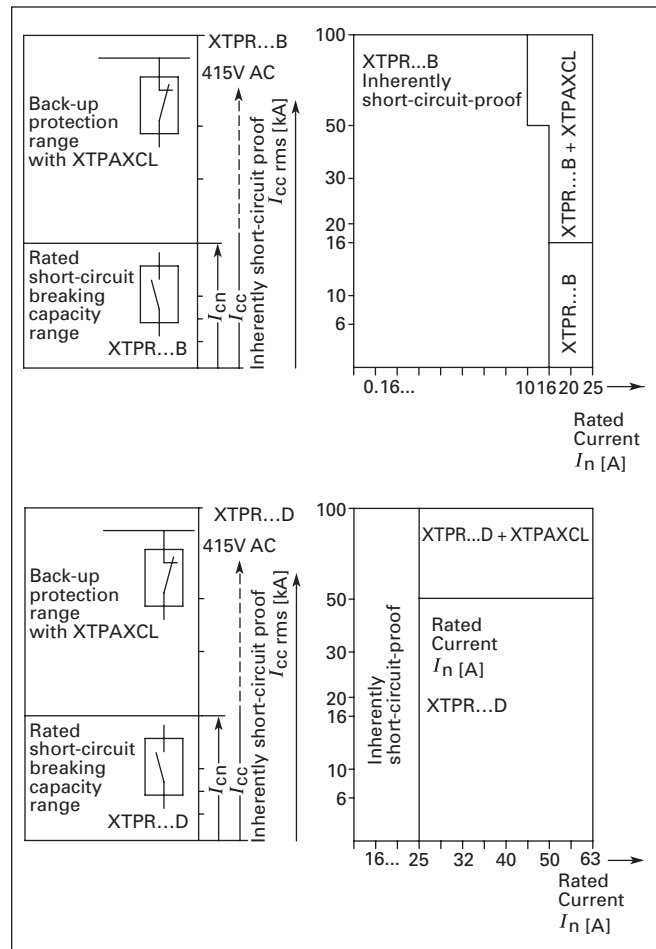 XTPR...B
415V AC
Back-up
protection
range
with XTPAXCL
Rated
short-circuit
breaking
capacity
range
XTPR...B
Icn
Icc
Inherently short-circuit proof
Icc rms [kA]
100
50
30
20
16
10
6
XTPR...B
Inherently
short-circuit-proof
XTPR...B + XTPAXCL
XTPR...B
0.16...
10 16 20 25
Rated
Current
In [A]
XTPR...D
415V AC
Back-up
protection
range
with XTPAXCL
Rated
short-circuit
breaking
capacity
range
XTPR...D
Icn
Icc
Inherently short-circuit proof
Icc rms [kA]
100
50
30
20
16
10
6
Inherently
short-circuit-proof
XTPR...D + XTPAXCL
Rated
Current
In [A]
XTPR...D
16... 25 32 40 50 63
Rated
Current
In [A]